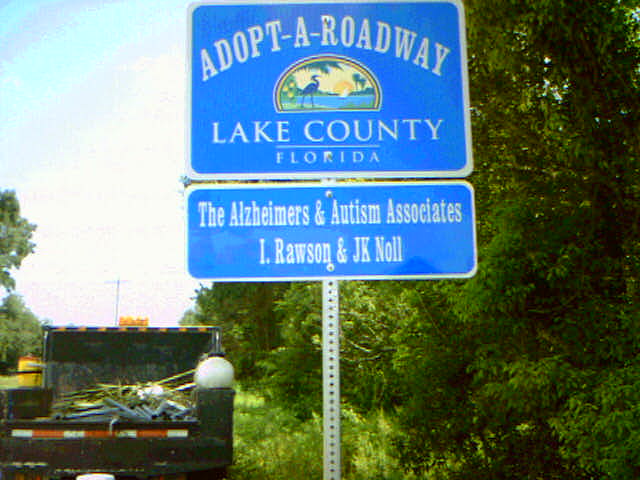 ADOPT-A-ROADWAY
LAKE COUNTY
FLORIDA
The Alzheimers & Autism Associates
I. Rawson & JK Noll